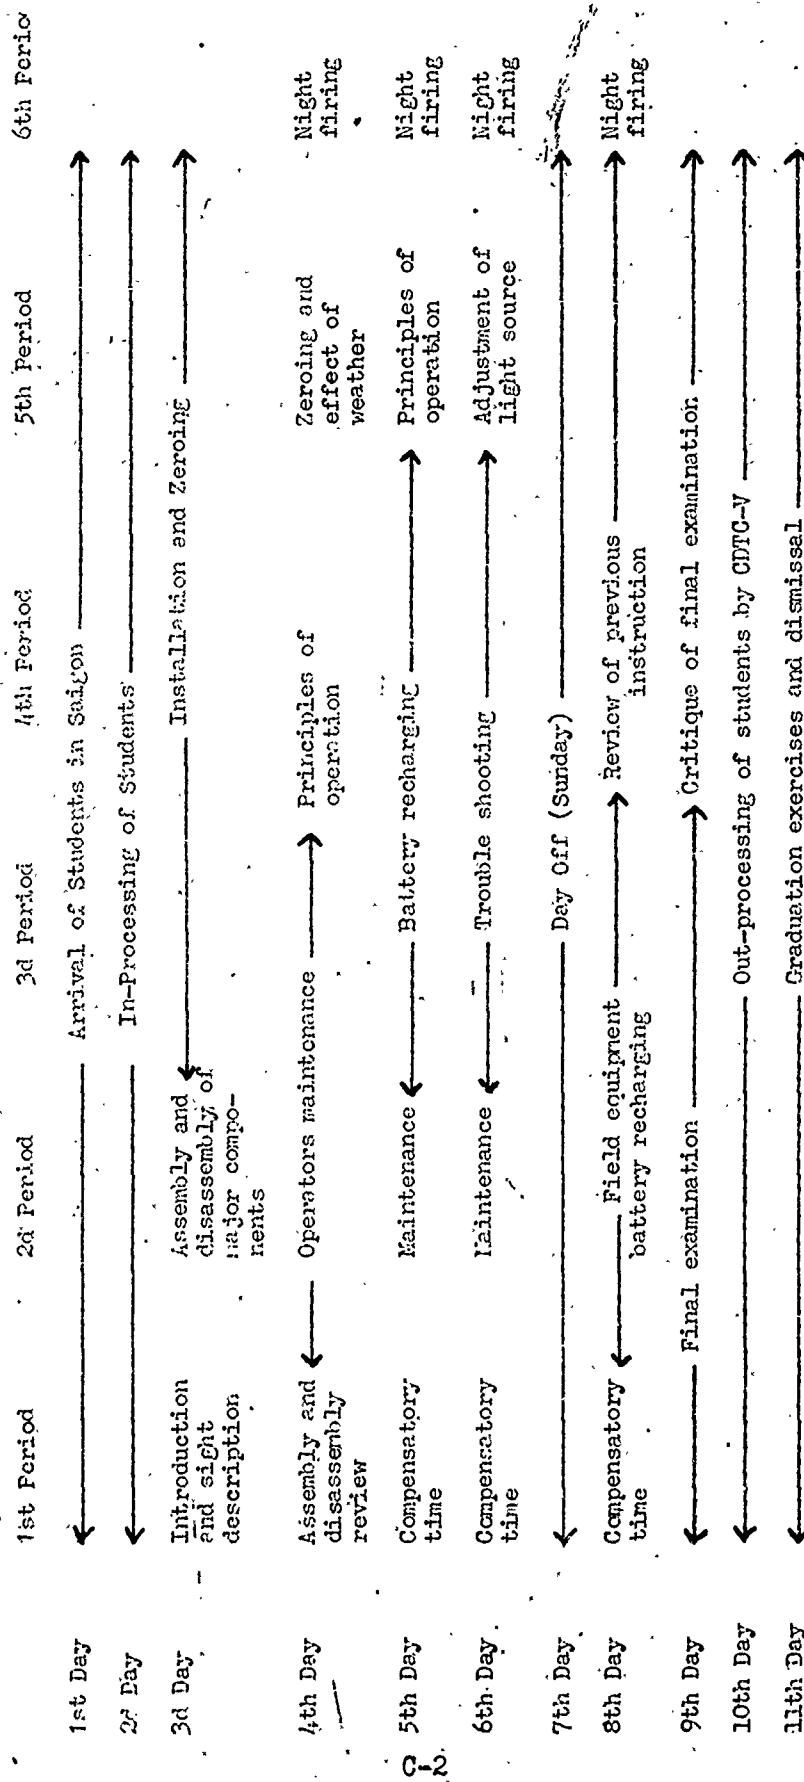 1st Period 2d Period 3d Period 4th Period 5th Period 6th Perio
1st Day Arrival of Students in Saigon
2d Day In-Processing of Students
3d Day Introduction and sight description
Assembly and disassembly of major compo-
nents
Installation and Zeroing
4th Day Assembly and disassembly review
Operators maintenance
Principles of operation
Zeroing and effect of weather
Night firing
5th Day Compensatory time
Maintenance
Battery recharging
Principles of operation
Night firing
6th Day Compensatory time
Maintenance
Trouble shooting
Adjustment of light source
Night firing
7th Day Day Off (Sunday)
8th Day Compensatory time
Field equipment battery recharging
Review of previous instruction
Night firing
9th Day Final examination
Critique of final examination
10th Day Out-processing of students by CDTC-V
11th Day Graduation exercises and dismissal
C-2